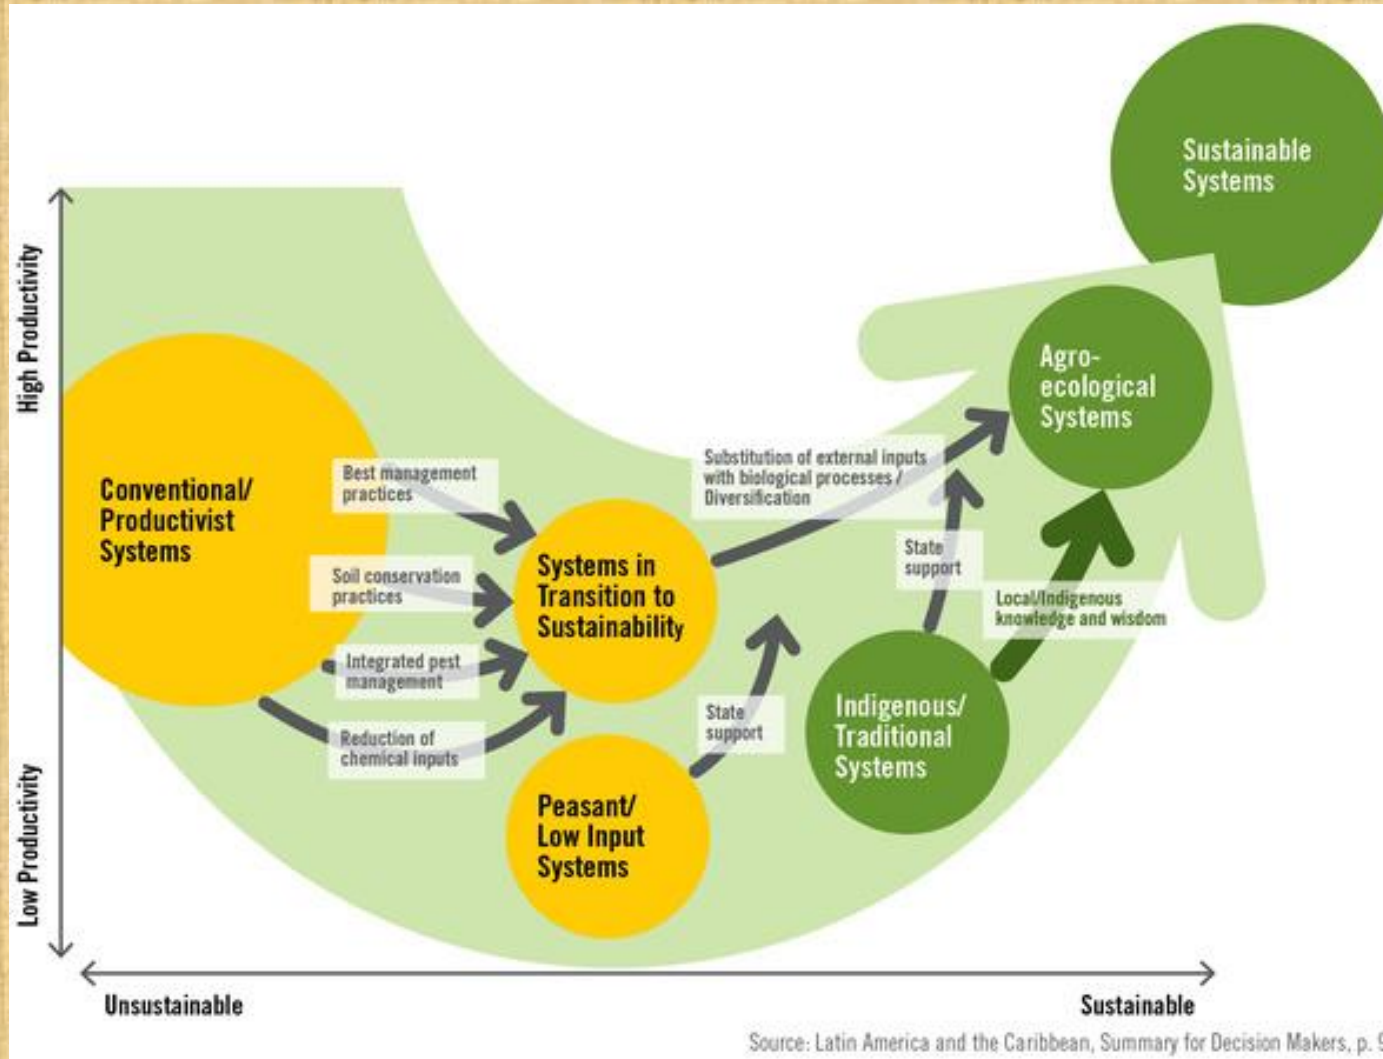 Sustainable
Systems
High Productivity
Agro-
ecological
Systems
Substitution of external inputs
with biological processes /
Diversification
Best management
practices
Conventional/
Productivist
Systems
State
support
Systems in
Transition to
Sustainability
Soil conservation
practices
Local/Indigenous
knowledge and wisdom
Integrated pest
management
Indigenous/
Traditional
Systems
State
support
Reduction of
chemical inputs
Low Productivity
Peasant/
Low Input
Systems
Unsustainable
Sustainable
Source: Latin America and the Caribbean, Summary for Decision Makers, p. 9